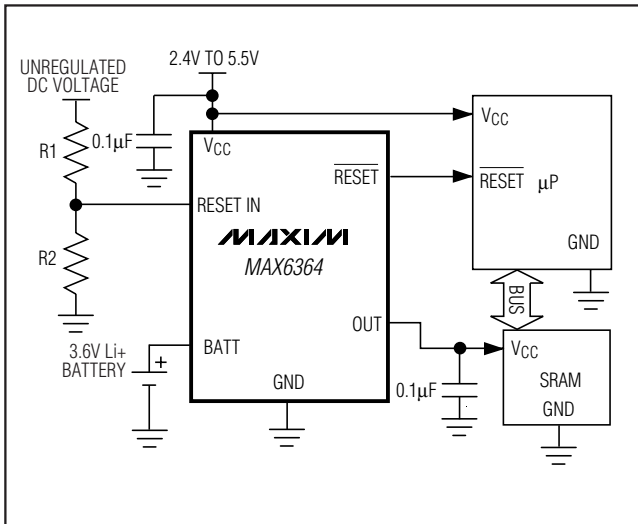 2.4V TO 5.5V
UNREGULATED
DC VOLTAGE
R1
0.1µF
VCC
VCC
RESET
RESET
µP
RESET IN
MAXIM
MAX6364
R2
GND
BUS
OUT
3.6V Li+
BATTERY
+
BATT
VCC
SRAM
0.1µF
GND
GND